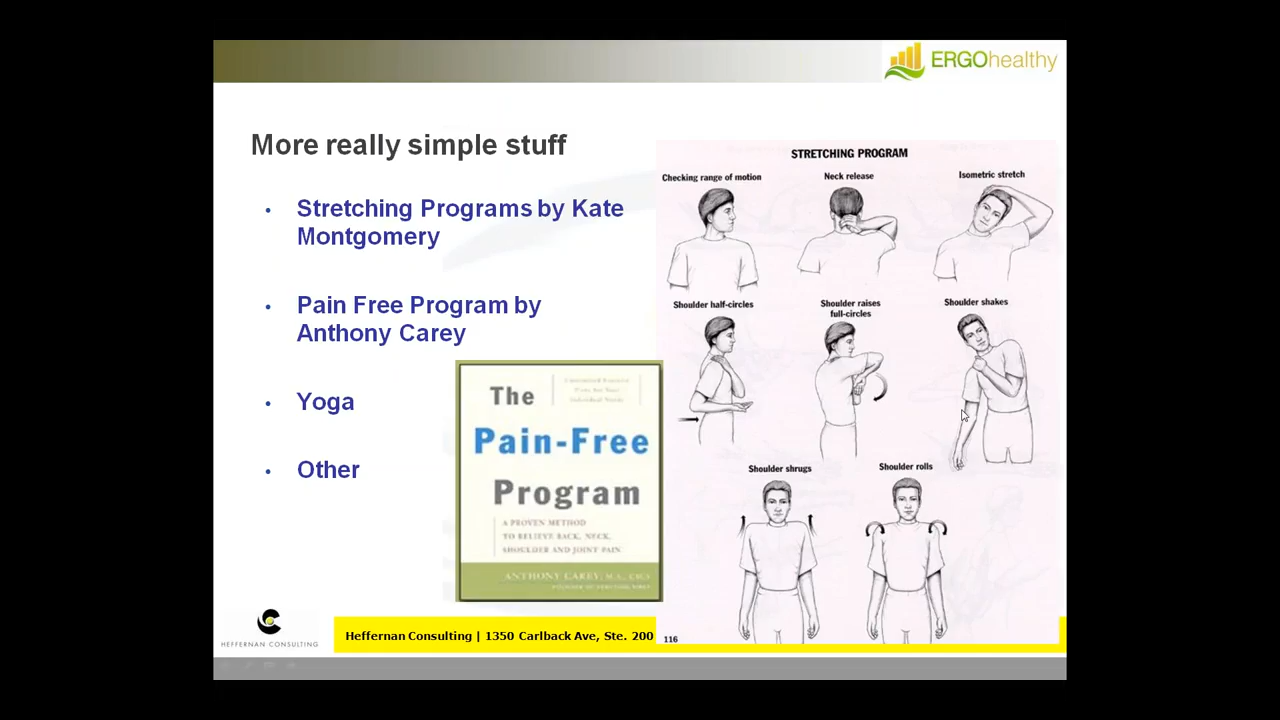 ERGOhealthy
More really simple stuff
• Stretching Programs by Kate
Montgomery
• Pain Free Program by
Anthony Carey
• Yoga
• Other
The
Pain-Free
Program
A PROVEN METHOD
TO RELIEVE BACK, NECK,
SHOULDER AND JOINT PAIN
ANTHONY CAREY, M.A., CSCS
STRETCHING PROGRAM
Checking range of motion
Neck release
Isometric stretch
Shoulder half-circles
Shoulder raises
full-circles
Shoulder shakes
Shoulder shrugs
Shoulder rolls
116
HEFFERNAN CONSULTING
Heffernan Consulting | 1350 Carlback Ave, Ste. 200